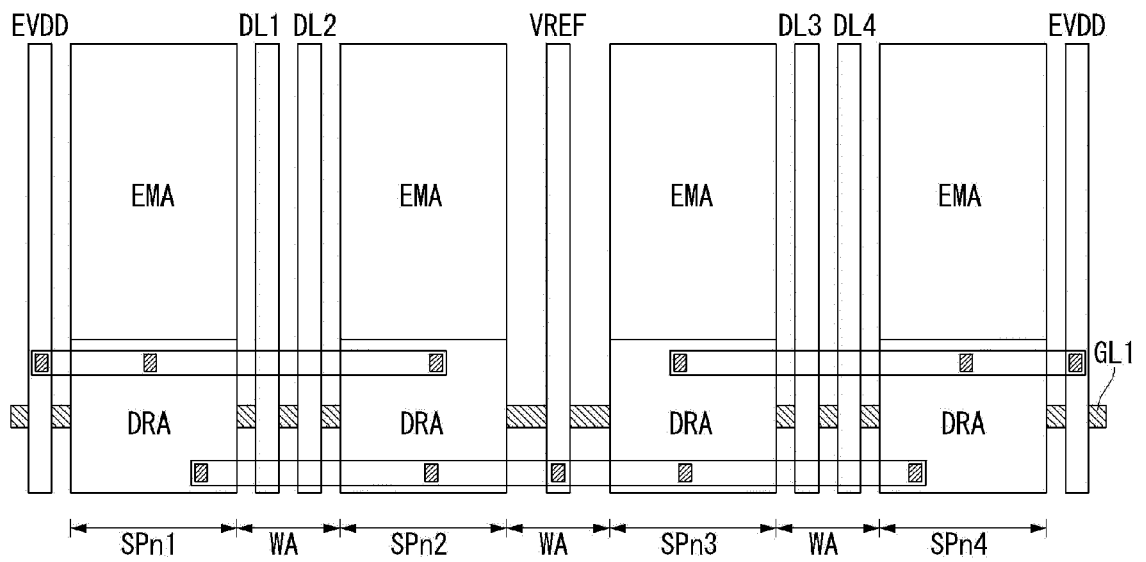 EVDD DL1 DL2 VREF DL3 DL4 EVDD
EMA EMA EMA EMA
GL1
DRA DRA DRA DRA
SPn1 WA SPn2 WA SPn3 WA SPn4